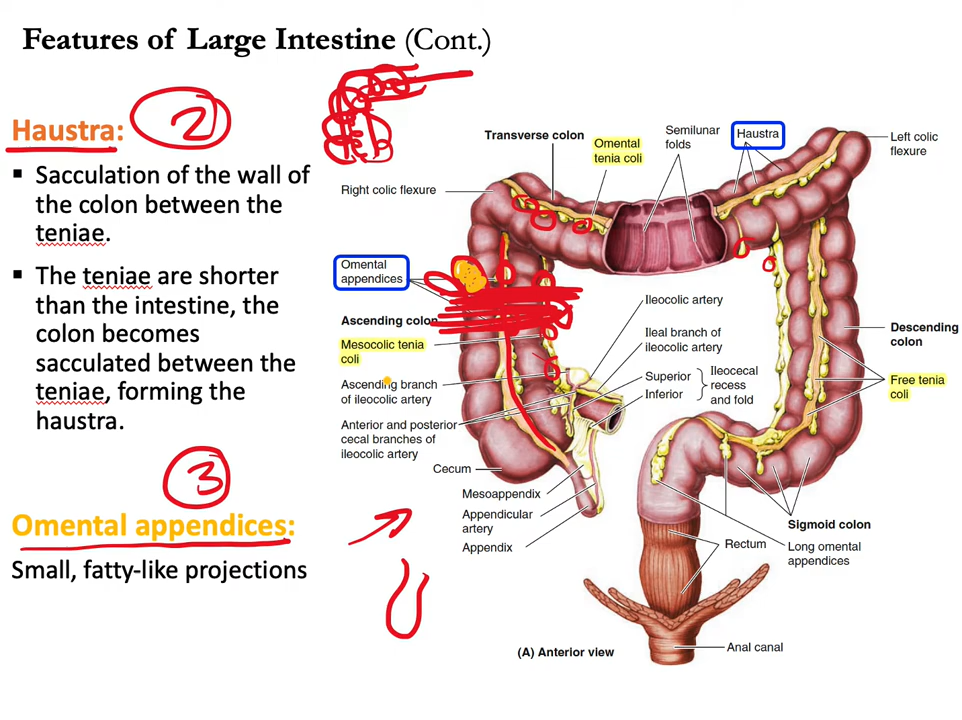 Features of Large Intestine (Cont.)
Haustra:
2
▪ Sacculation of the wall of
the colon between the
teniae.
▪ The teniae are shorter
than the intestine, the
colon becomes
sacculated between the
teniae, forming the
haustra.
3
Omental appendices:
Small, fatty-like projections
Transverse colon
Omental
tenia coli
Semilunar
folds
Haustra
Left colic
flexure
Right colic flexure
Omental
appendices
Ascending colon
Mesocolic tenia
coli
Ascending branch
of ileocolic artery
Anterior and posterior
cecal branches of
ileocolic artery
Cecum
Mesoappendix
Appendicular
artery
Appendix
Ileocolic artery
Ileal branch of
ileocolic artery
Superior
Inferior
Ileocecal
recess
and fold
Descending
colon
Free tenia
coli
Sigmoid colon
Rectum
Long omental
appendices
Anal canal
(A) Anterior view